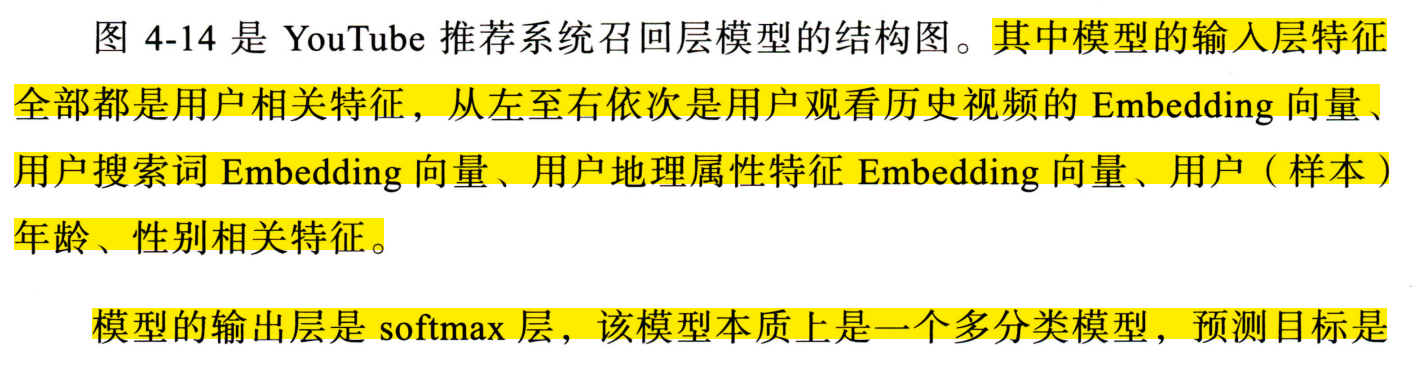 图 4-14 是 YouTube 推荐系统召回层模型的结构图。其中模型的输入层特征
全部都是用户相关特征，从左至右依次是用户观看历史视频的 Embedding 向量、
用户搜索词 Embedding 向量、用户地理属性特征 Embedding 向量、用户（样本）
年龄、性别相关特征。
模型的输出层是 softmax 层，该模型本质上是一个多分类模型，预测目标是